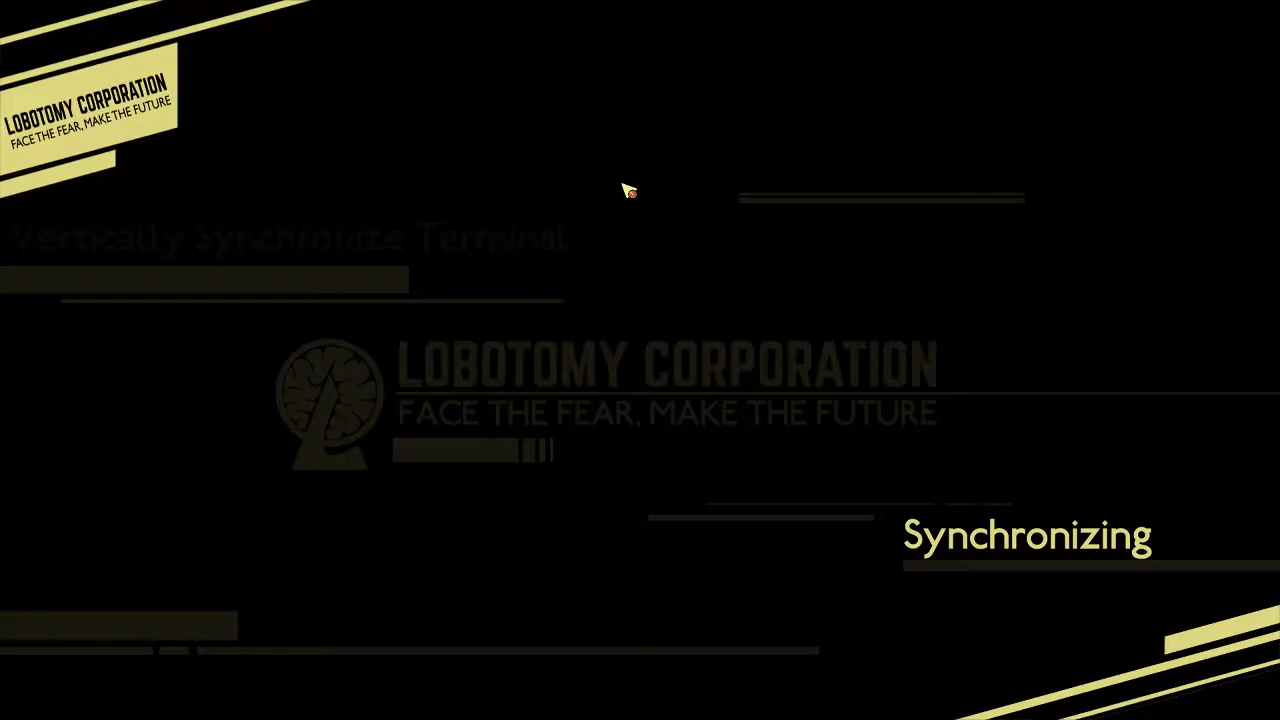 LOBOTOMY CORPORATION
FACE THE FEAR, MAKE THE FUTURE
Vertically Synchronize Terminal
LOBOTOMY CORPORATION
FACE THE FEAR, MAKE THE FUTURE
Synchronizing